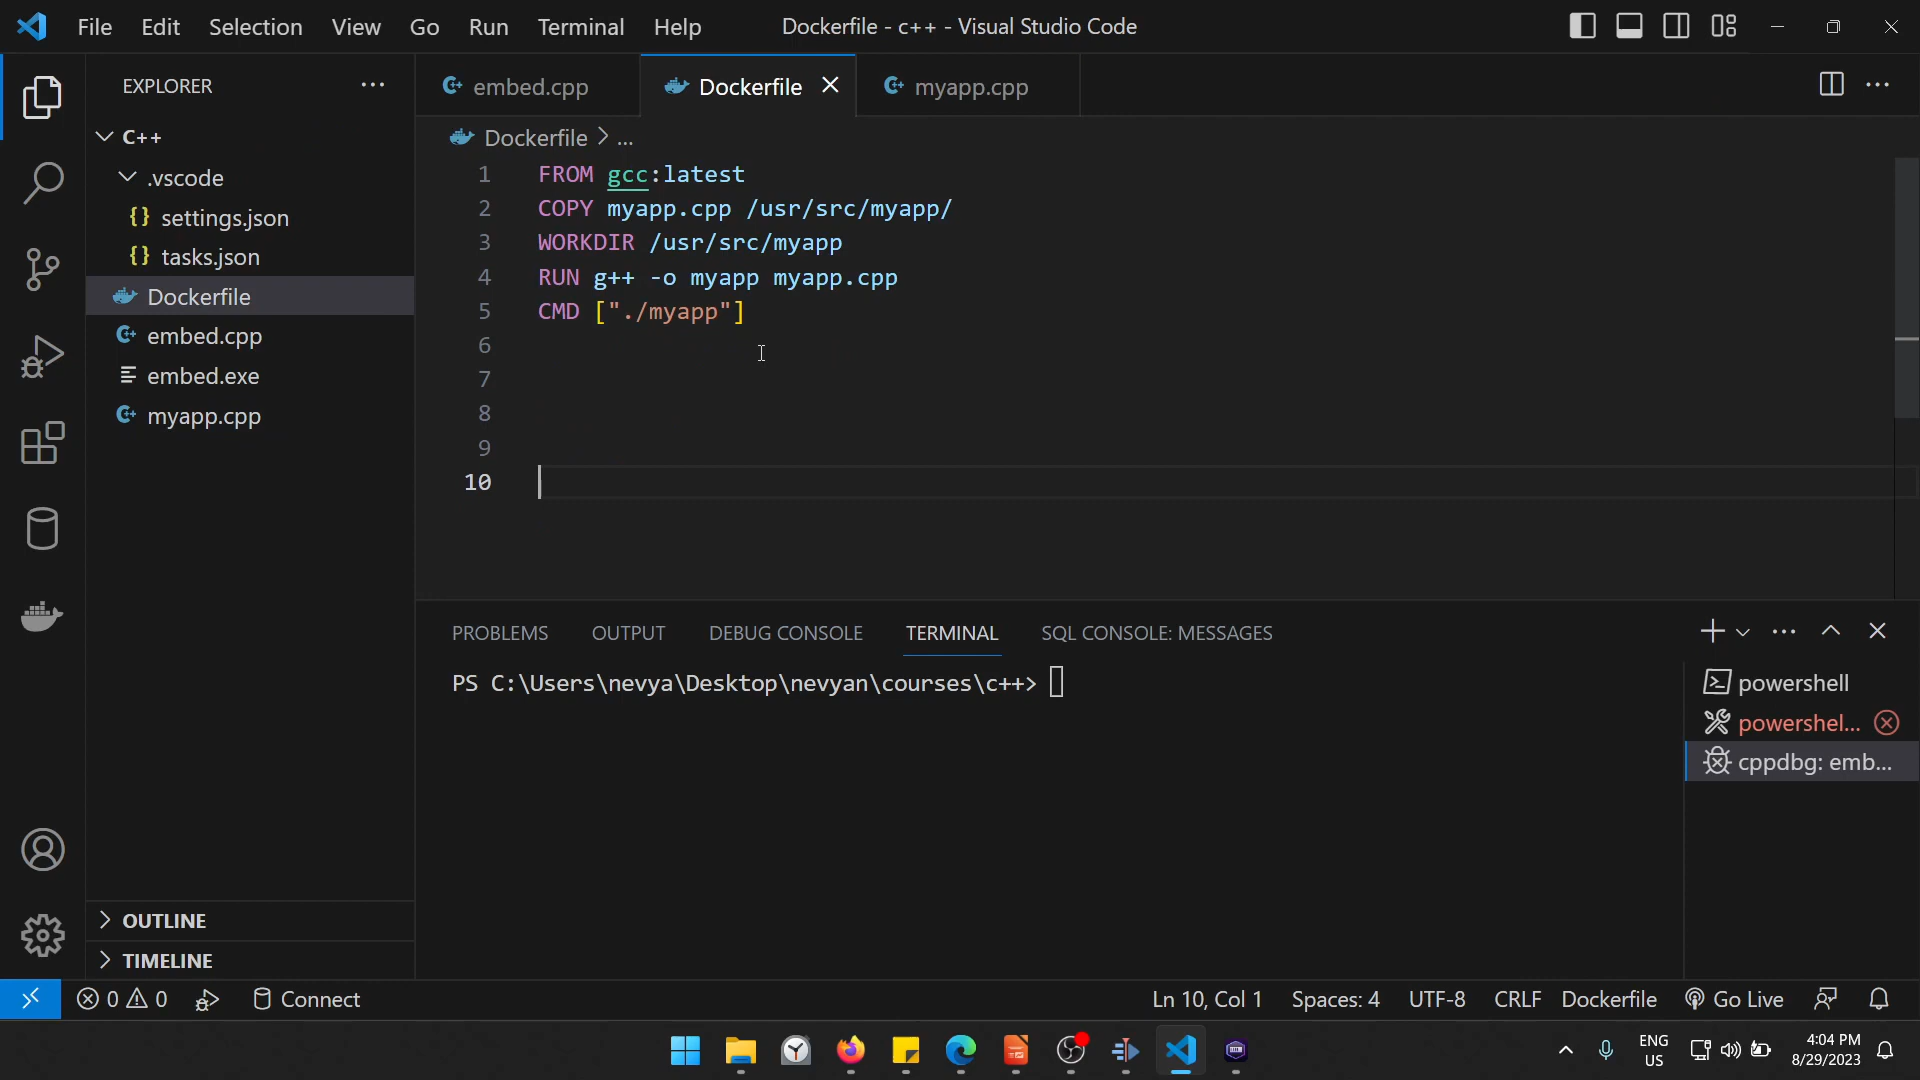 File Edit Selection View Go Run Terminal Help Dockerfile - c++ - Visual Studio Code
EXPLORER
C++
.vscode
{} settings.json
{} tasks.json
Dockerfile
embed.cpp
embed.exe
myapp.cpp
OUTLINE
TIMELINE
embed.cpp Dockerfile myapp.cpp
Dockerfile > ...
1 FROM gcc:latest
2 COPY myapp.cpp /usr/src/myapp/
3 WORKDIR /usr/src/myapp
4 RUN g++ -o myapp myapp.cpp
5 CMD ["./myapp"]
6
7
8
9
10
PROBLEMS OUTPUT DEBUG CONSOLE TERMINAL SQL CONSOLE: MESSAGES
PS C:\Users\nevya\Desktop\nevyan\courses\c++>
powershell
powershel...
cppdbg: emb...
0 0 Connect Ln 10, Col 1 Spaces: 4 UTF-8 CRLF Dockerfile Go Live
ENG
US
4:04 PM
8/29/2023